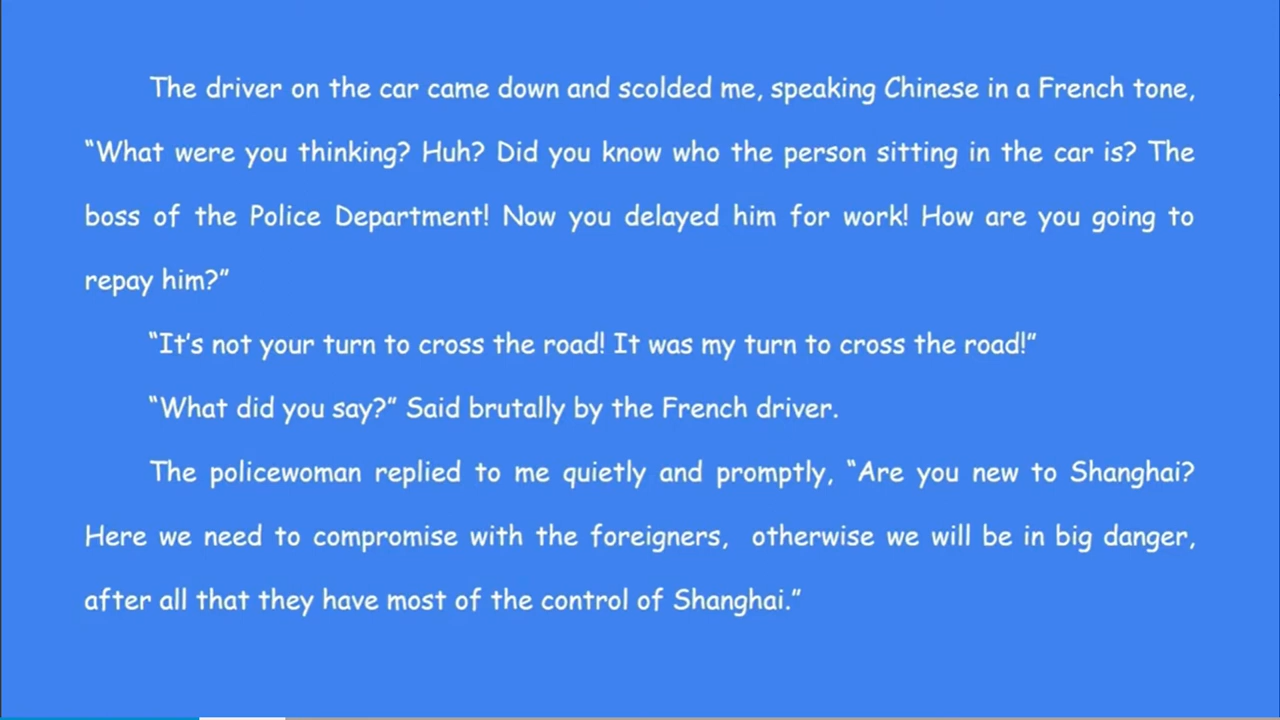 The driver on the car came down and scolded me, speaking Chinese in a French tone,
“What were you thinking? Huh? Did you know who the person sitting in the car is? The
boss of the Police Department! Now you delayed him for work! How are you going to
repay him?”
“It’s not your turn to cross the road! It was my turn to cross the road!”
“What did you say?” Said brutally by the French driver.
The policewoman replied to me quietly and promptly, “Are you new to Shanghai?
Here we need to compromise with the foreigners,  otherwise we will be in big danger,
after all that they have most of the control of Shanghai.”